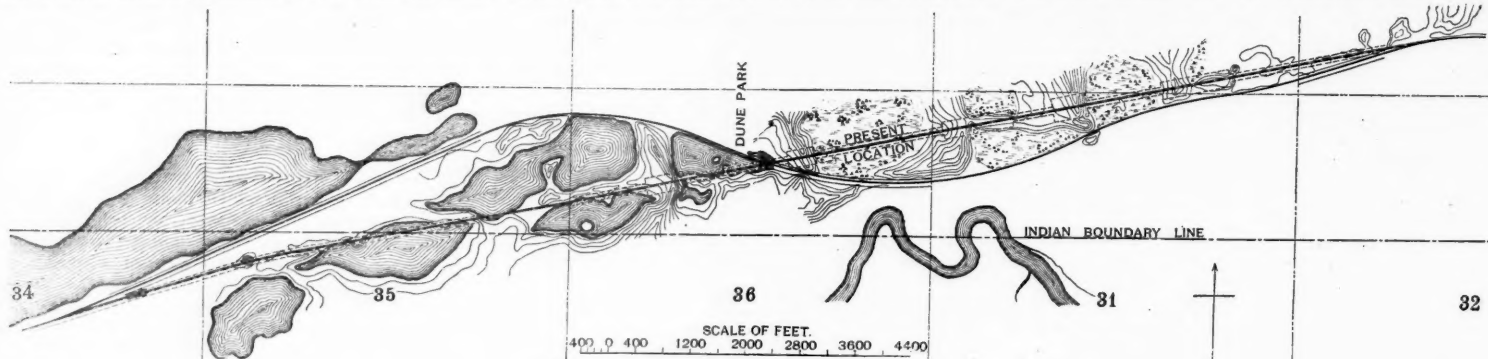 DUNE PARK
PRESENT
LOCATION
INDIAN BOUNDARY LINE
34
35
36
31
32
SCALE OF FEET.
400 0 400 1200 2000 2800 3600 4400